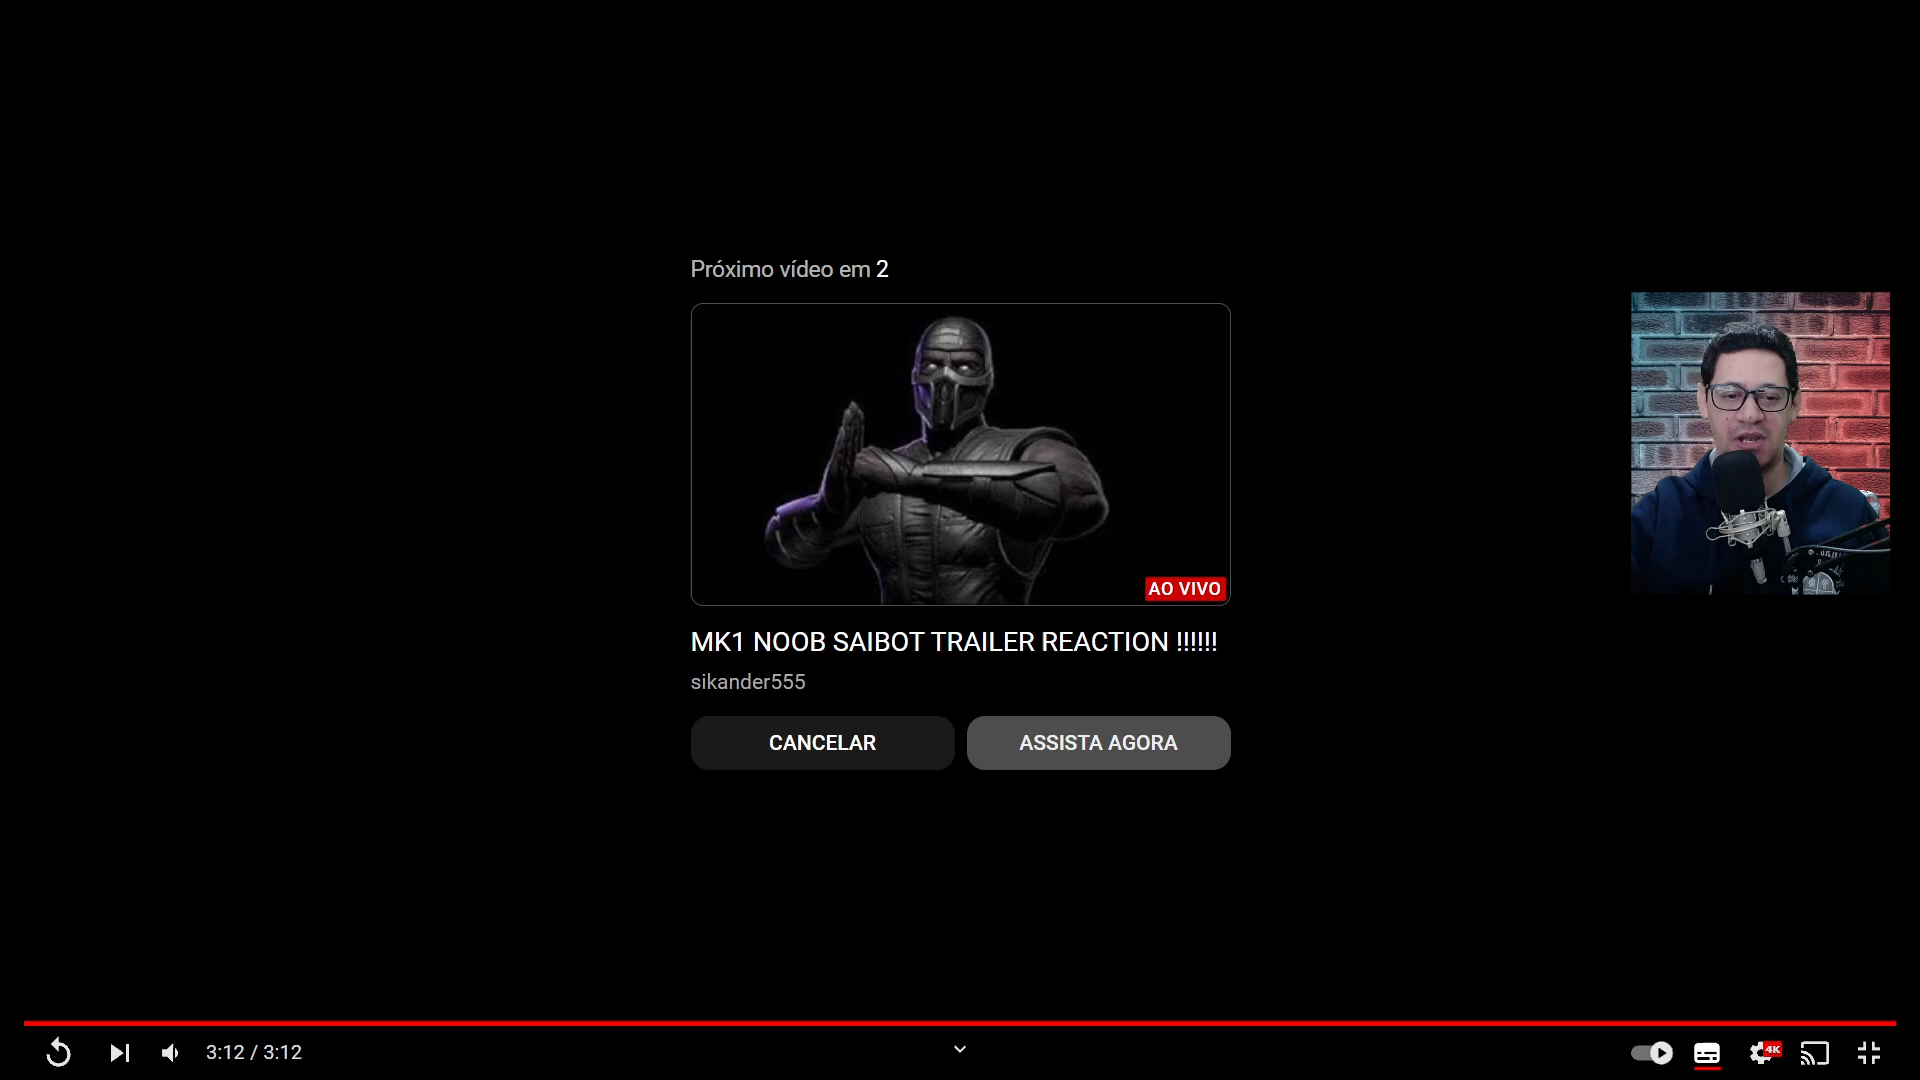 Próximo vídeo em 2
AO VIVO
MK1 NOOB SAIBOT TRAILER REACTION !!!!!!
sikander555
CANCELAR
ASSISTA AGORA
3:12 / 3:12
4K